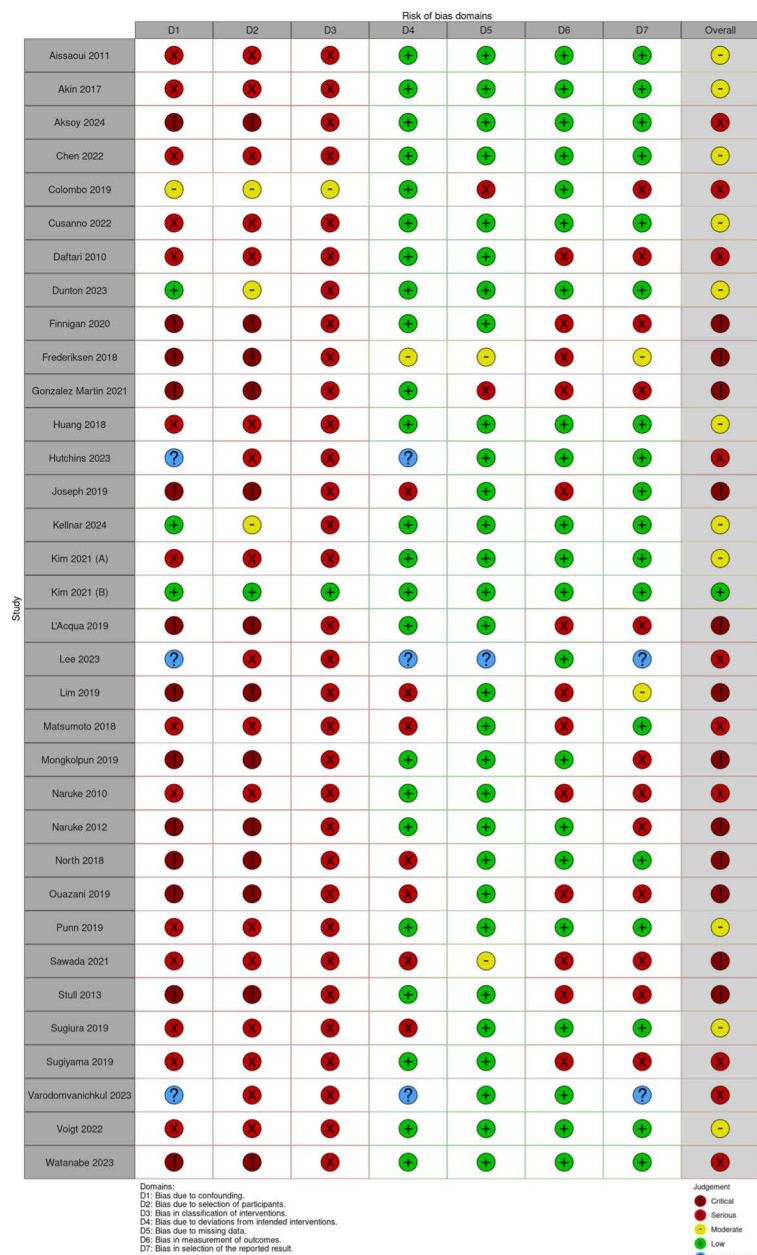 Risk of bias domains
D1 D2 D3 D4 D5 D6 D7 Overall
Study
Aissaoui 2011 X X X + + + + -
Akin 2017 X X X + + + + -
Aksoy 2024 ! ! X + + + + X
Chen 2022 X X X + + + + -
Colombo 2019 - - - + X + X X
Cusanno 2022 X X X + + + + -
Daftari 2010 X X X + + X X X
Dunton 2023 + - X + + + + -
Finnigan 2020 ! ! X + + X X !
Frederiksen 2018 ! ! X - - X - !
Gonzalez Martin 2021 ! ! X + X X X !
Huang 2018 X X X + + + + -
Hutchins 2023 ? X X ? + + + X
Joseph 2019 ! ! X X + X + !
Kellnar 2024 + - X + + + + -
Kim 2021 (A) X X X + + + + -
Kim 2021 (B) + + + + + + + +
L'Acqua 2019 ! ! X + + X X !
Lee 2023 ? X X ? ? + ? X
Lim 2019 ! ! X X + X - !
Matsumoto 2018 X X X X + X + X
Mongkolpun 2019 ! ! X + + + X !
Naruke 2010 X X X + + X X X
Naruke 2012 ! ! X + + + X !
North 2018 ! ! X X + + + !
Ouazani 2019 ! ! X X + X X !
Punn 2019 X X X + + + + -
Sawada 2021 X X X X - X X !
Stull 2013 ! ! X + + X X !
Sugiura 2019 X X X X + + + -
Sugiyama 2019 X X X + + X X X
Varodomvanichkul 2023 ? X X ? + + ? X
Voigt 2022 X X X + + + + -
Watanabe 2023 ! ! X + + + + X
Domains:
D1: Bias due to confounding.
D2: Bias due to selection of participants.
D3: Bias in classification of interventions.
D4: Bias due to deviations from intended interventions.
D5: Bias due to missing data.
D6: Bias in measurement of outcomes.
D7: Bias in selection of the reported result.
Judgement
! Critical
X Serious
- Moderate
+ Low